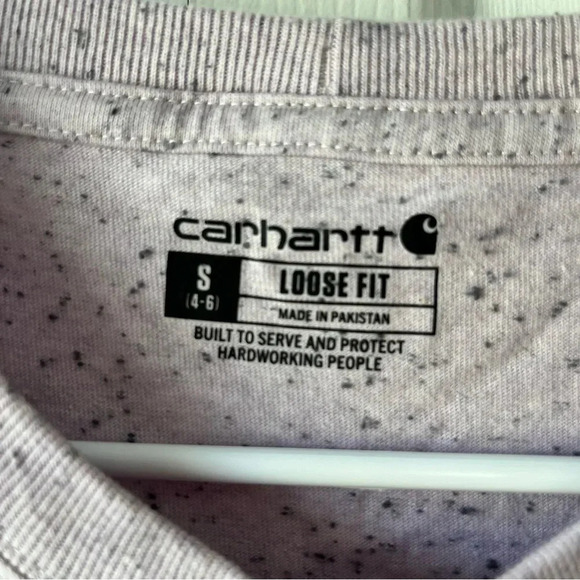 carhartt
S
(4-6)
LOOSE FIT
MADE IN PAKISTAN
BUILT TO SERVE AND PROTECT
HARDWORKING PEOPLE